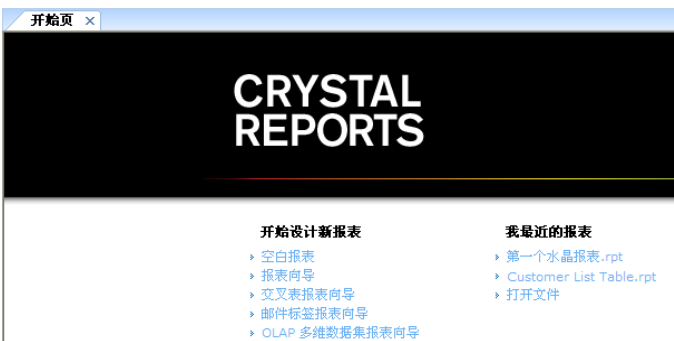 开始页
CRYSTAL
REPORTS
开始设计新报表
空白报表
报表向导
交叉表报表向导
邮件标签报表向导
OLAP 多维数据集报表向导
我最近的报表
第一个水晶报表.rpt
Customer List Table.rpt
打开文件